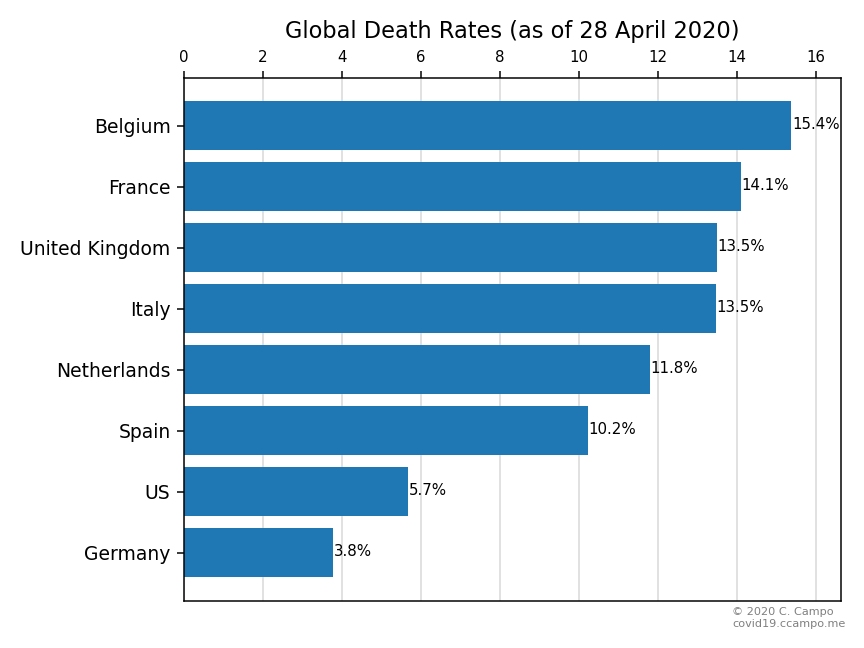 Global Death Rates (as of 28 April 2020)
0 2 4 6 8 10 12 14 16
Belgium 15.4%
France 14.1%
United Kingdom 13.5%
Italy 13.5%
Netherlands 11.8%
Spain 10.2%
US 5.7%
Germany 3.8%
© 2020 C. Campo
covid19.ccampo.me